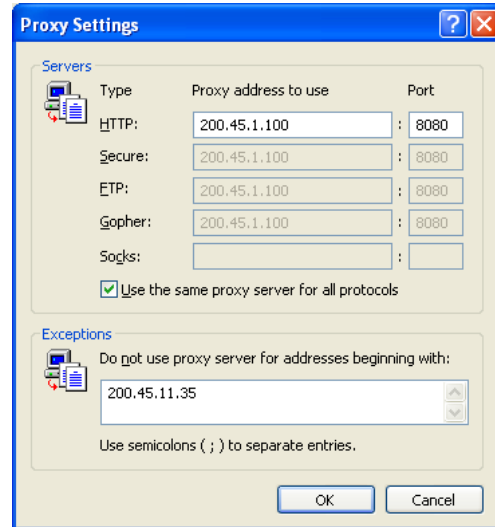 Proxy Settings
Servers
Type Proxy address to use Port
HTTP: 200.45.1.100 : 8080
Secure: 200.45.1.100 : 8080
FTP: 200.45.1.100 : 8080
Gopher: 200.45.1.100 : 8080
Socks: :
Use the same proxy server for all protocols
Exceptions
Do not use proxy server for addresses beginning with:
200.45.11.35
Use semicolons ( ; ) to separate entries.
OK Cancel